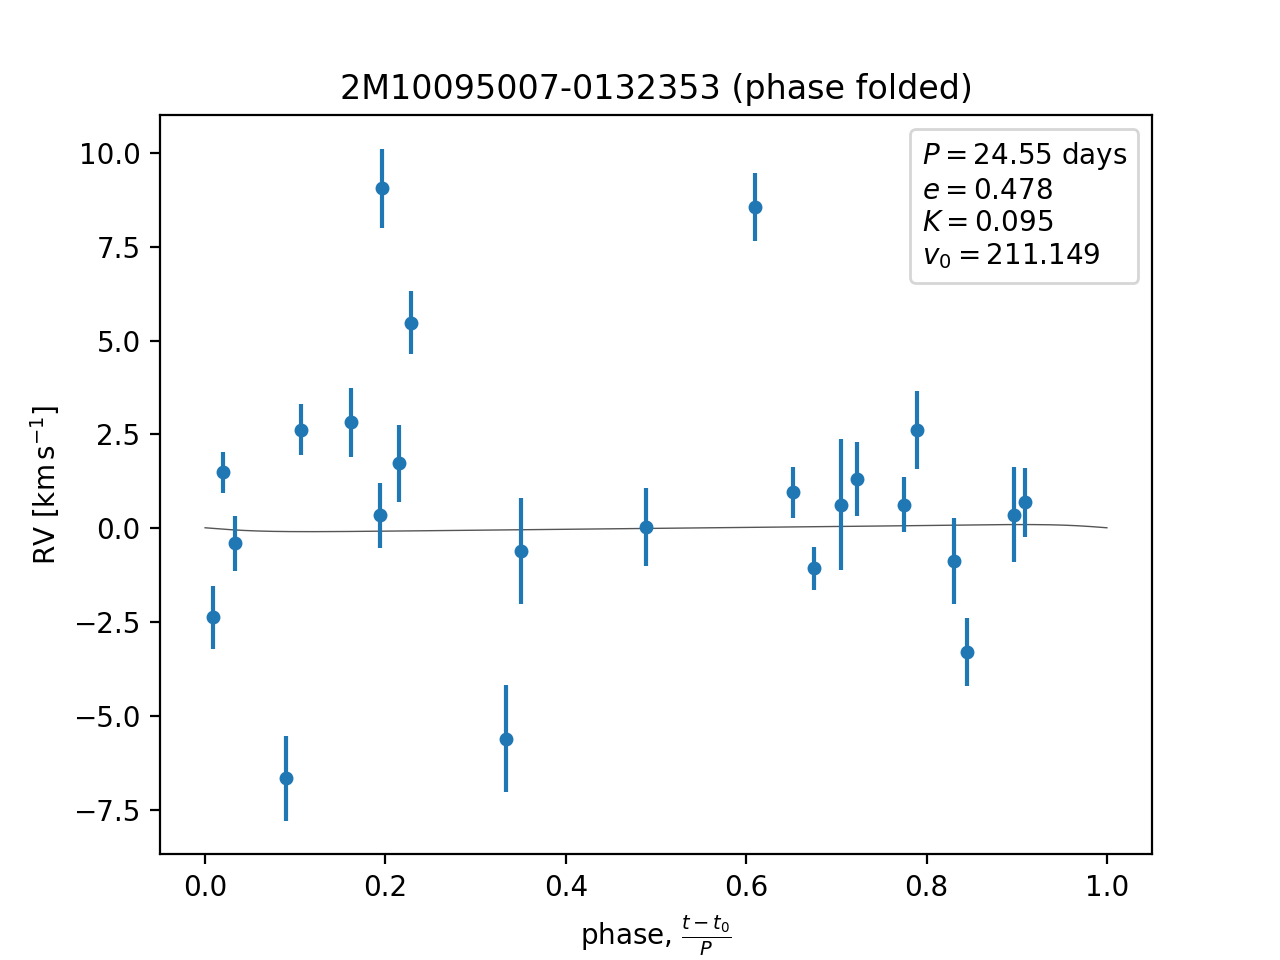 2M10095007-0132353 (phase folded)
P = 24.55 days
e = 0.478
K = 0.095
v₀ = 211.149
10.0
7.5
5.0
2.5
0.0
−2.5
−5.0
−7.5
RV [km s⁻¹]
0.0 0.2 0.4 0.6 0.8 1.0
phase, (t − t₀)/P